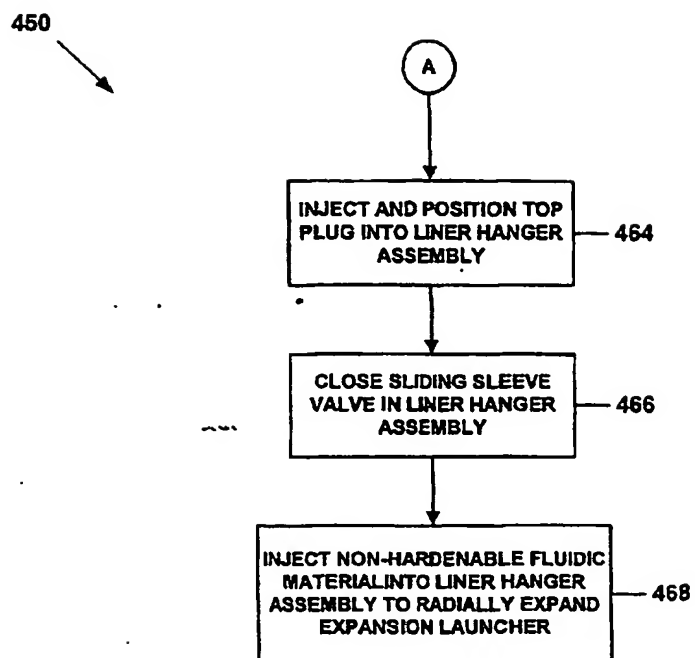 450
A
INJECT AND POSITION TOP
PLUG INTO LINER HANGER
ASSEMBLY
464
CLOSE SLIDING SLEEVE
VALVE IN LINER HANGER
ASSEMBLY
466
INJECT NON-HARDENABLE FLUIDIC
MATERIALINTO LINER HANGER
ASSEMBLY TO RADIALLY EXPAND
EXPANSION LAUNCHER
468